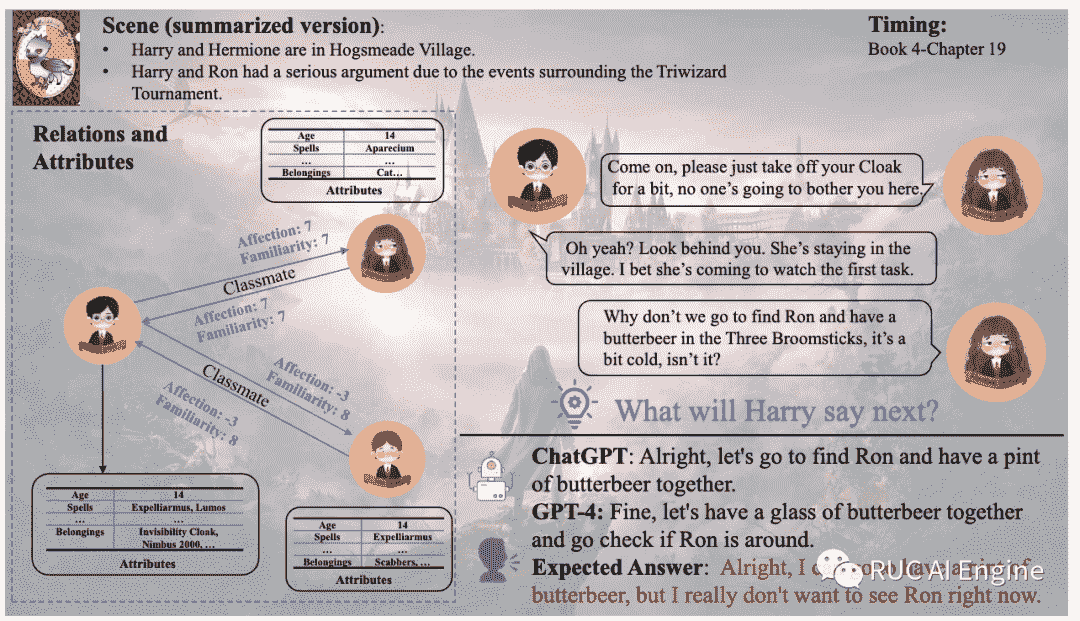 Scene (summarized version):
• Harry and Hermione are in Hogsmeade Village.
• Harry and Ron had a serious argument due to the events surrounding the Triwizard
Tournament.
Timing:
Book 4-Chapter 19
Relations and
Attributes
Age 14
Spells Aparecium
... ...
Belongings Cat...
Attributes
Affection: 7
Familiarity: 7
Classmate
Affection: 7
Familiarity: 7
Affection: -3
Familiarity: 8
Classmate
Affection: -3
Familiarity: 8
Age 14
Spells Expelliarmus, Lumos
... ...
Belongings Invisibility Cloak,
Nimbus 2000, ...
Attributes
Age 14
Spells Expelliarmus
... ...
Belongings Scabbers, ...
Attributes
Come on, please just take off your Cloak
for a bit, no one's going to bother you here.
Oh yeah? Look behind you. She's staying in the
village. I bet she's coming to watch the first task.
Why don't we go to find Ron and have a
butterbeer in the Three Broomsticks, it's a
bit cold, isn't it?
What will Harry say next?
ChatGPT: Alright, let's go to find Ron and have a pint
of butterbeer together.
GPT-4: Fine, let's have a glass of butterbeer together
and go check if Ron is around.
Expected Answer: Alright, I of
butterbeer, but I really don't want to see Ron right now.
RUC AI Engine